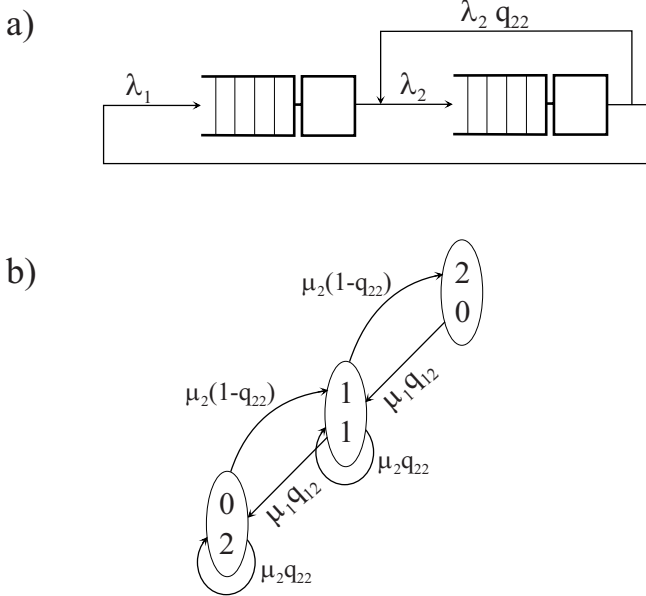 a)
λ₂ q₂₂
λ₁
λ₂
b)
μ₂(1-q₂₂)
2
0
μ₁q₁₂
μ₂(1-q₂₂)
1
1
μ₂q₂₂
μ₁q₁₂
0
2
μ₂q₂₂